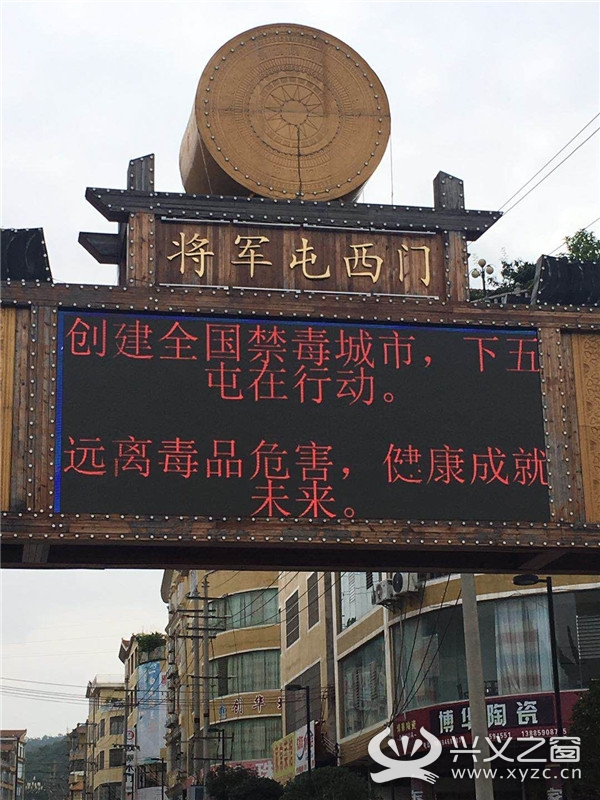 将军屯西门
创建全国禁毒城市，下五
屯在行动。
远离毒品危害，健康成就
未来。
创华
博华陶瓷
兴义之窗
www.xyzc.cn